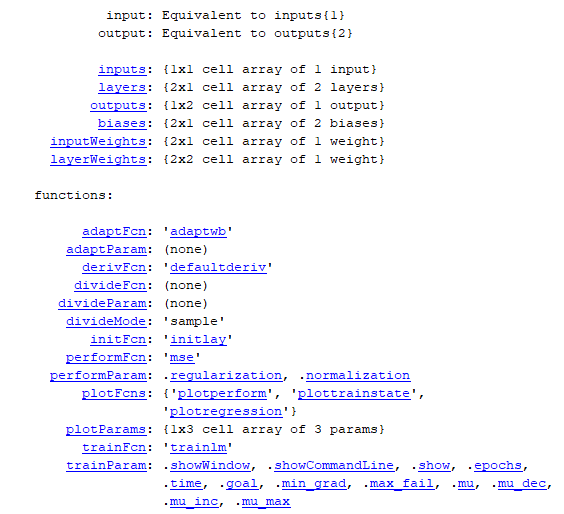 input: Equivalent to inputs{1}
output: Equivalent to outputs{2}
inputs: {1x1 cell array of 1 input}
layers: {2x1 cell array of 2 layers}
outputs: {1x2 cell array of 1 output}
biases: {2x1 cell array of 2 biases}
inputWeights: {2x1 cell array of 1 weight}
layerWeights: {2x2 cell array of 1 weight}
functions:
adaptFcn: 'adaptwb'
adaptParam: (none)
derivFcn: 'defaultderiv'
divideFcn: (none)
divideParam: (none)
divideMode: 'sample'
initFcn: 'initlay'
performFcn: 'mse'
performParam: .regularization, .normalization
plotFcns: {'plotperform', 'plottrainstate',
'plotregression'}
plotParams: {1x3 cell array of 3 params}
trainFcn: 'trainlm'
trainParam: .showWindow, .showCommandLine, .show, .epochs,
.time, .goal, .min_grad, .max_fail, .mu, .mu_dec,
.mu_inc, .mu_max